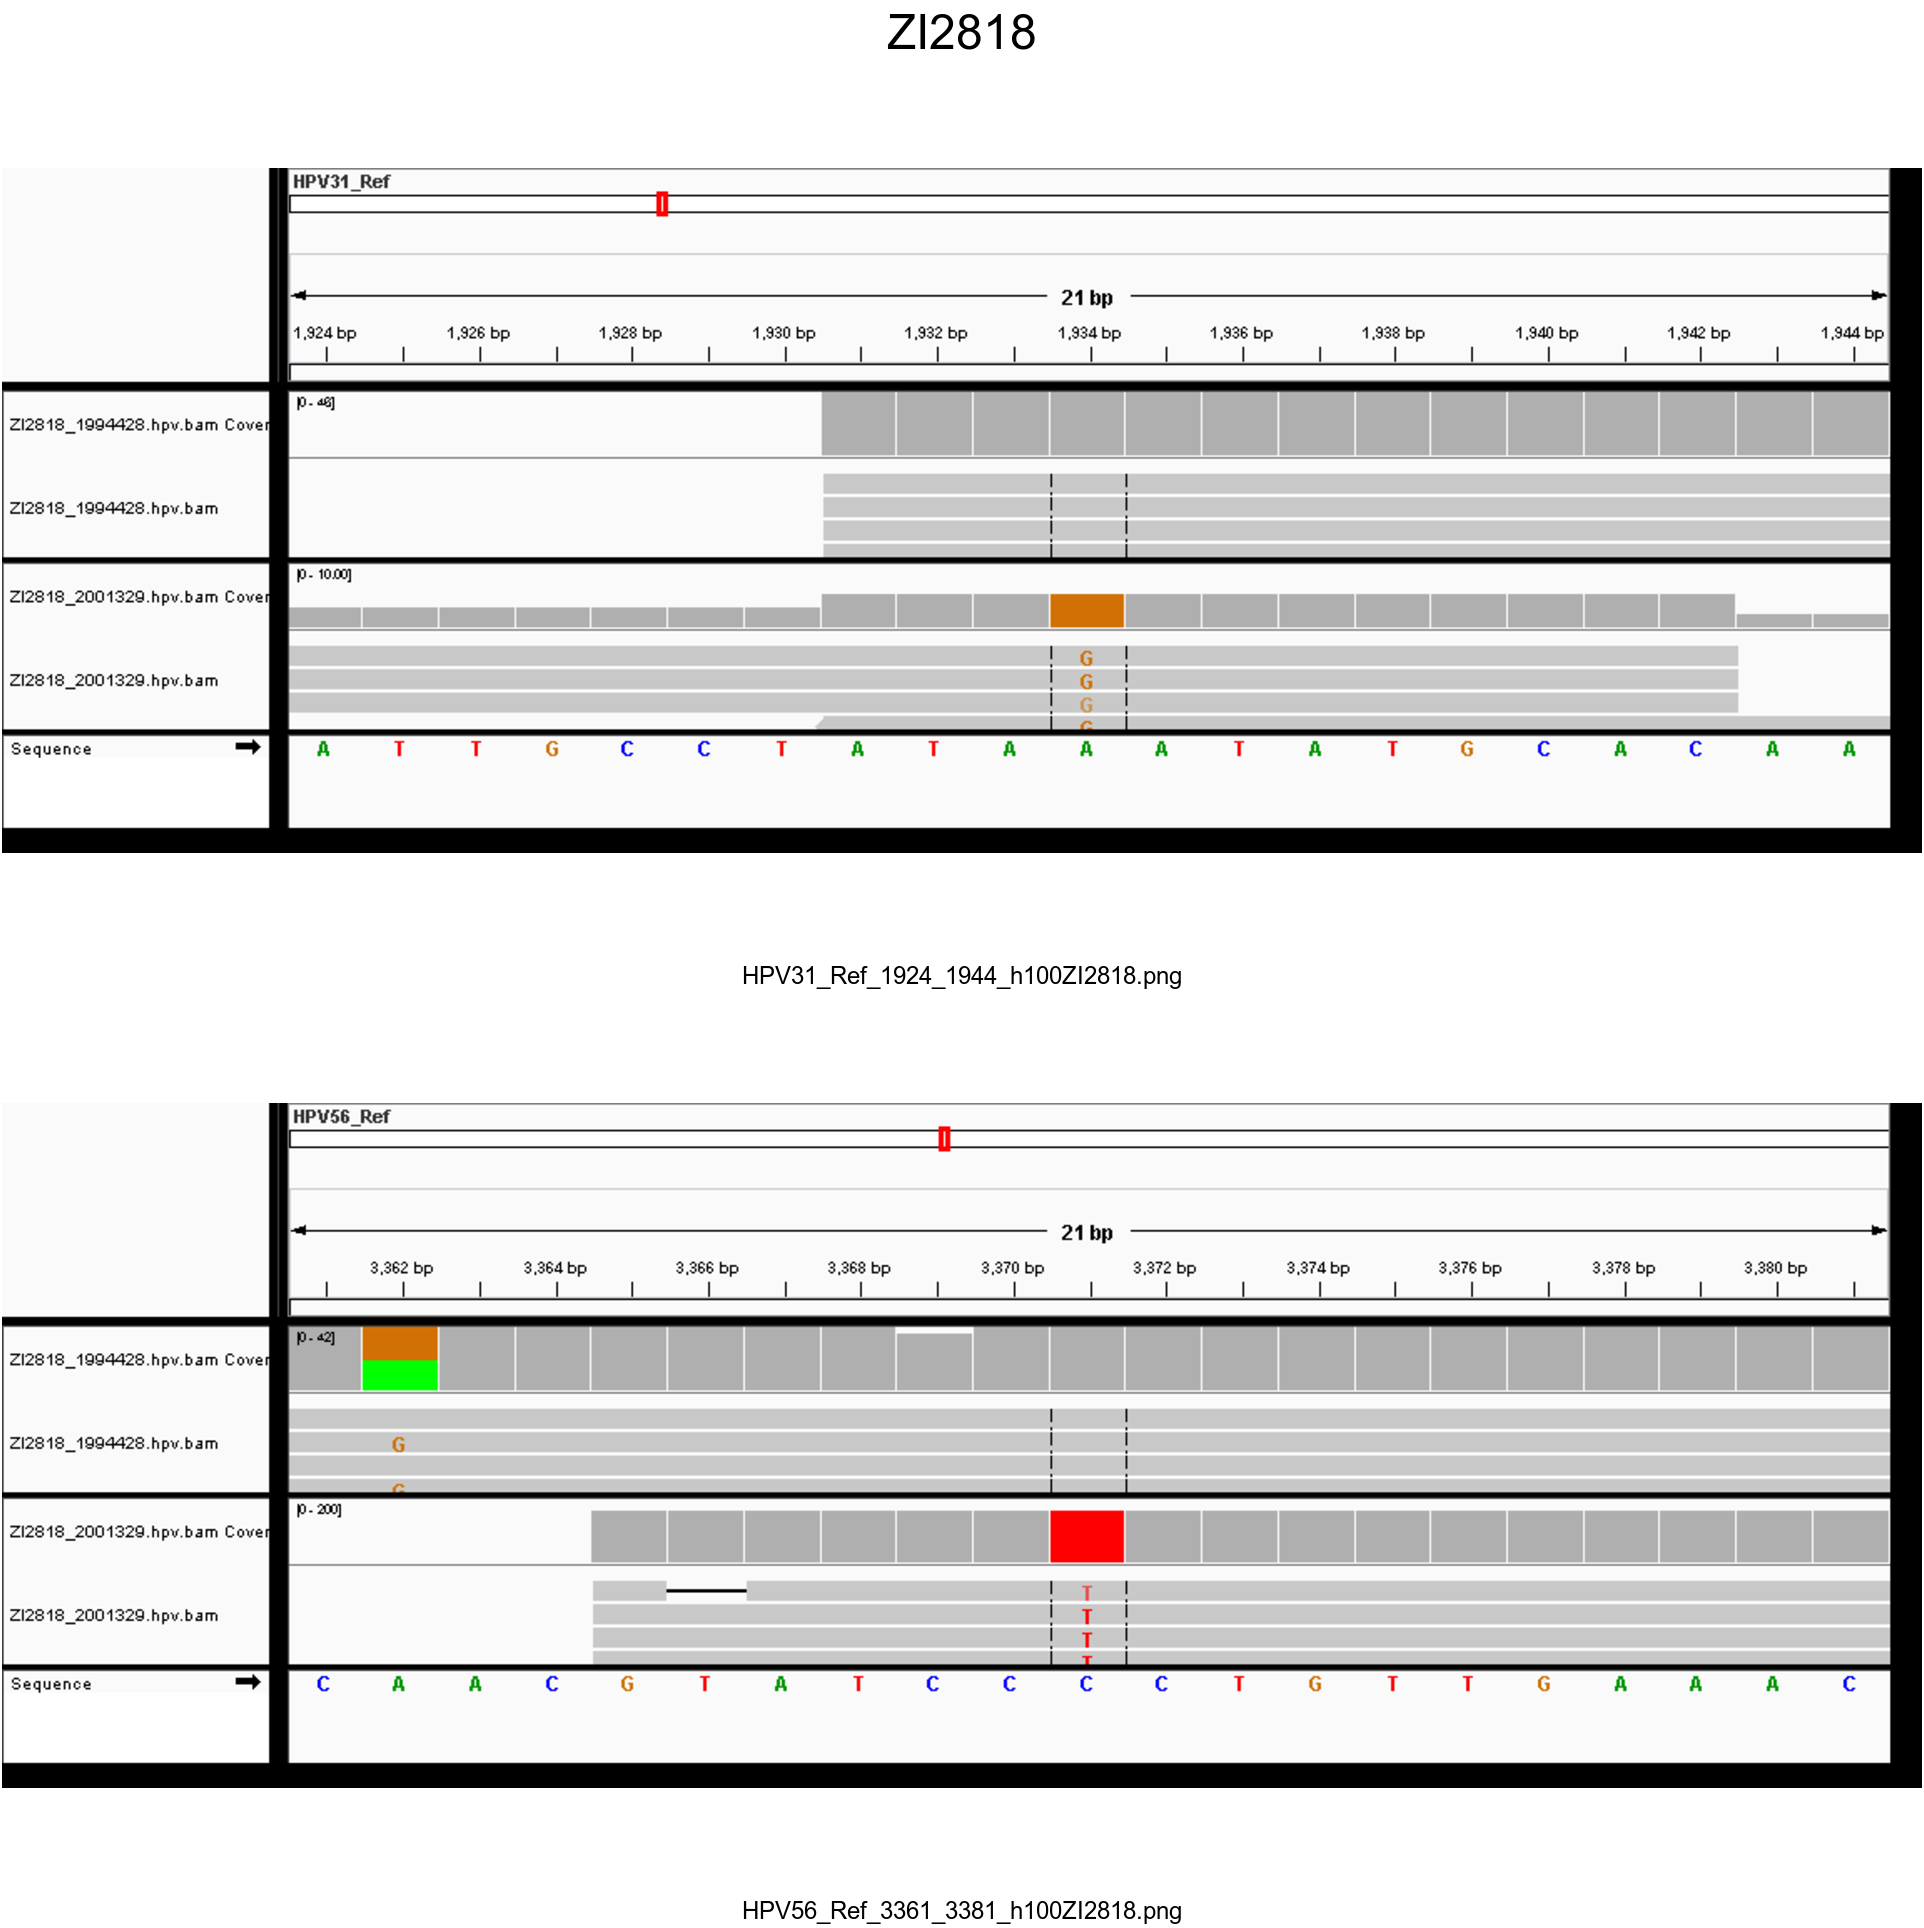 ZI2818
HPV31_Ref
21 bp
1,924 bp 1,926 bp 1,928 bp 1,930 bp 1,932 bp 1,934 bp 1,936 bp 1,938 bp 1,940 bp 1,942 bp 1,944 bp
[0 - 46]
ZI2818_1994428.hpv.bam Cover
ZI2818_1994428.hpv.bam
[0 - 10.00]
ZI2818_2001329.hpv.bam Cover
G
G
ZI2818_2001329.hpv.bam
G
G
Sequence A T T G C C T A T A A A T A T G C A C A A
HPV31_Ref_1924_1944_h100ZI2818.png
HPV56_Ref
21 bp
3,362 bp 3,364 bp 3,366 bp 3,368 bp 3,370 bp 3,372 bp 3,374 bp 3,376 bp 3,378 bp 3,380 bp
[0 - 42]
ZI2818_1994428.hpv.bam Cover
ZI2818_1994428.hpv.bam G
G
[0 - 200]
ZI2818_2001329.hpv.bam Cover
T
ZI2818_2001329.hpv.bam T
T
T
Sequence C A A C G T A T C C C C T G T T G A A A C
HPV56_Ref_3361_3381_h100ZI2818.png